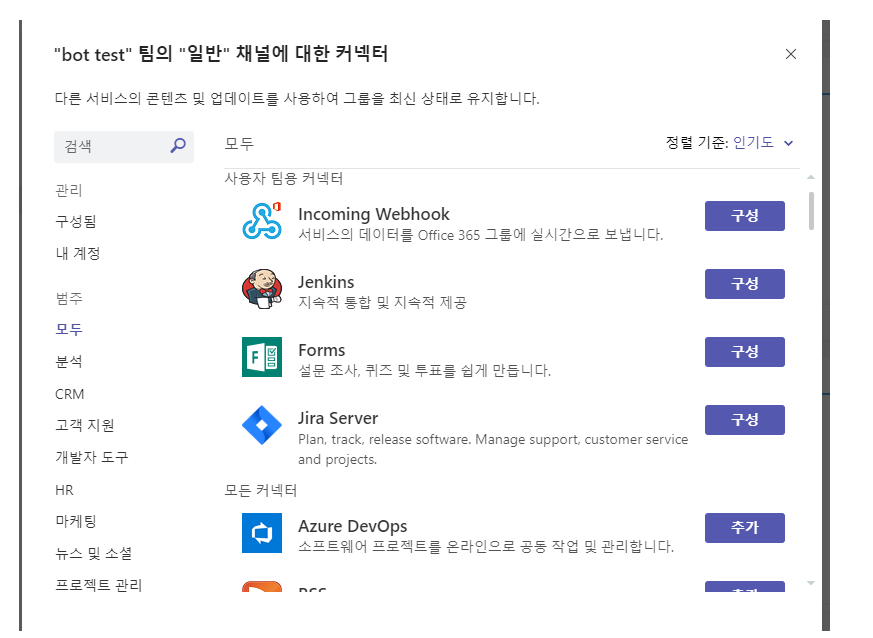 "bot test" 팀의 "일반" 채널에 대한 커넥터
다른 서비스의 콘텐츠 및 업데이트를 사용하여 그룹을 최신 상태로 유지합니다.
검색
관리
구성됨
내 계정
범주
모두
분석
CRM
고객 지원
개발자 도구
HR
마케팅
뉴스 및 소셜
프로젝트 관리
모두
정렬 기준: 인기도
사용자 팀용 커넥터
Incoming Webhook
서비스의 데이터를 Office 365 그룹에 실시간으로 보냅니다.
구성
Jenkins
지속적 통합 및 지속적 제공
구성
Forms
설문 조사, 퀴즈 및 투표를 쉽게 만듭니다.
구성
Jira Server
Plan, track, release software. Manage support, customer service
and projects.
구성
모든 커넥터
Azure DevOps
소프트웨어 프로젝트를 온라인으로 공동 작업 및 관리합니다.
추가
RSS
추가